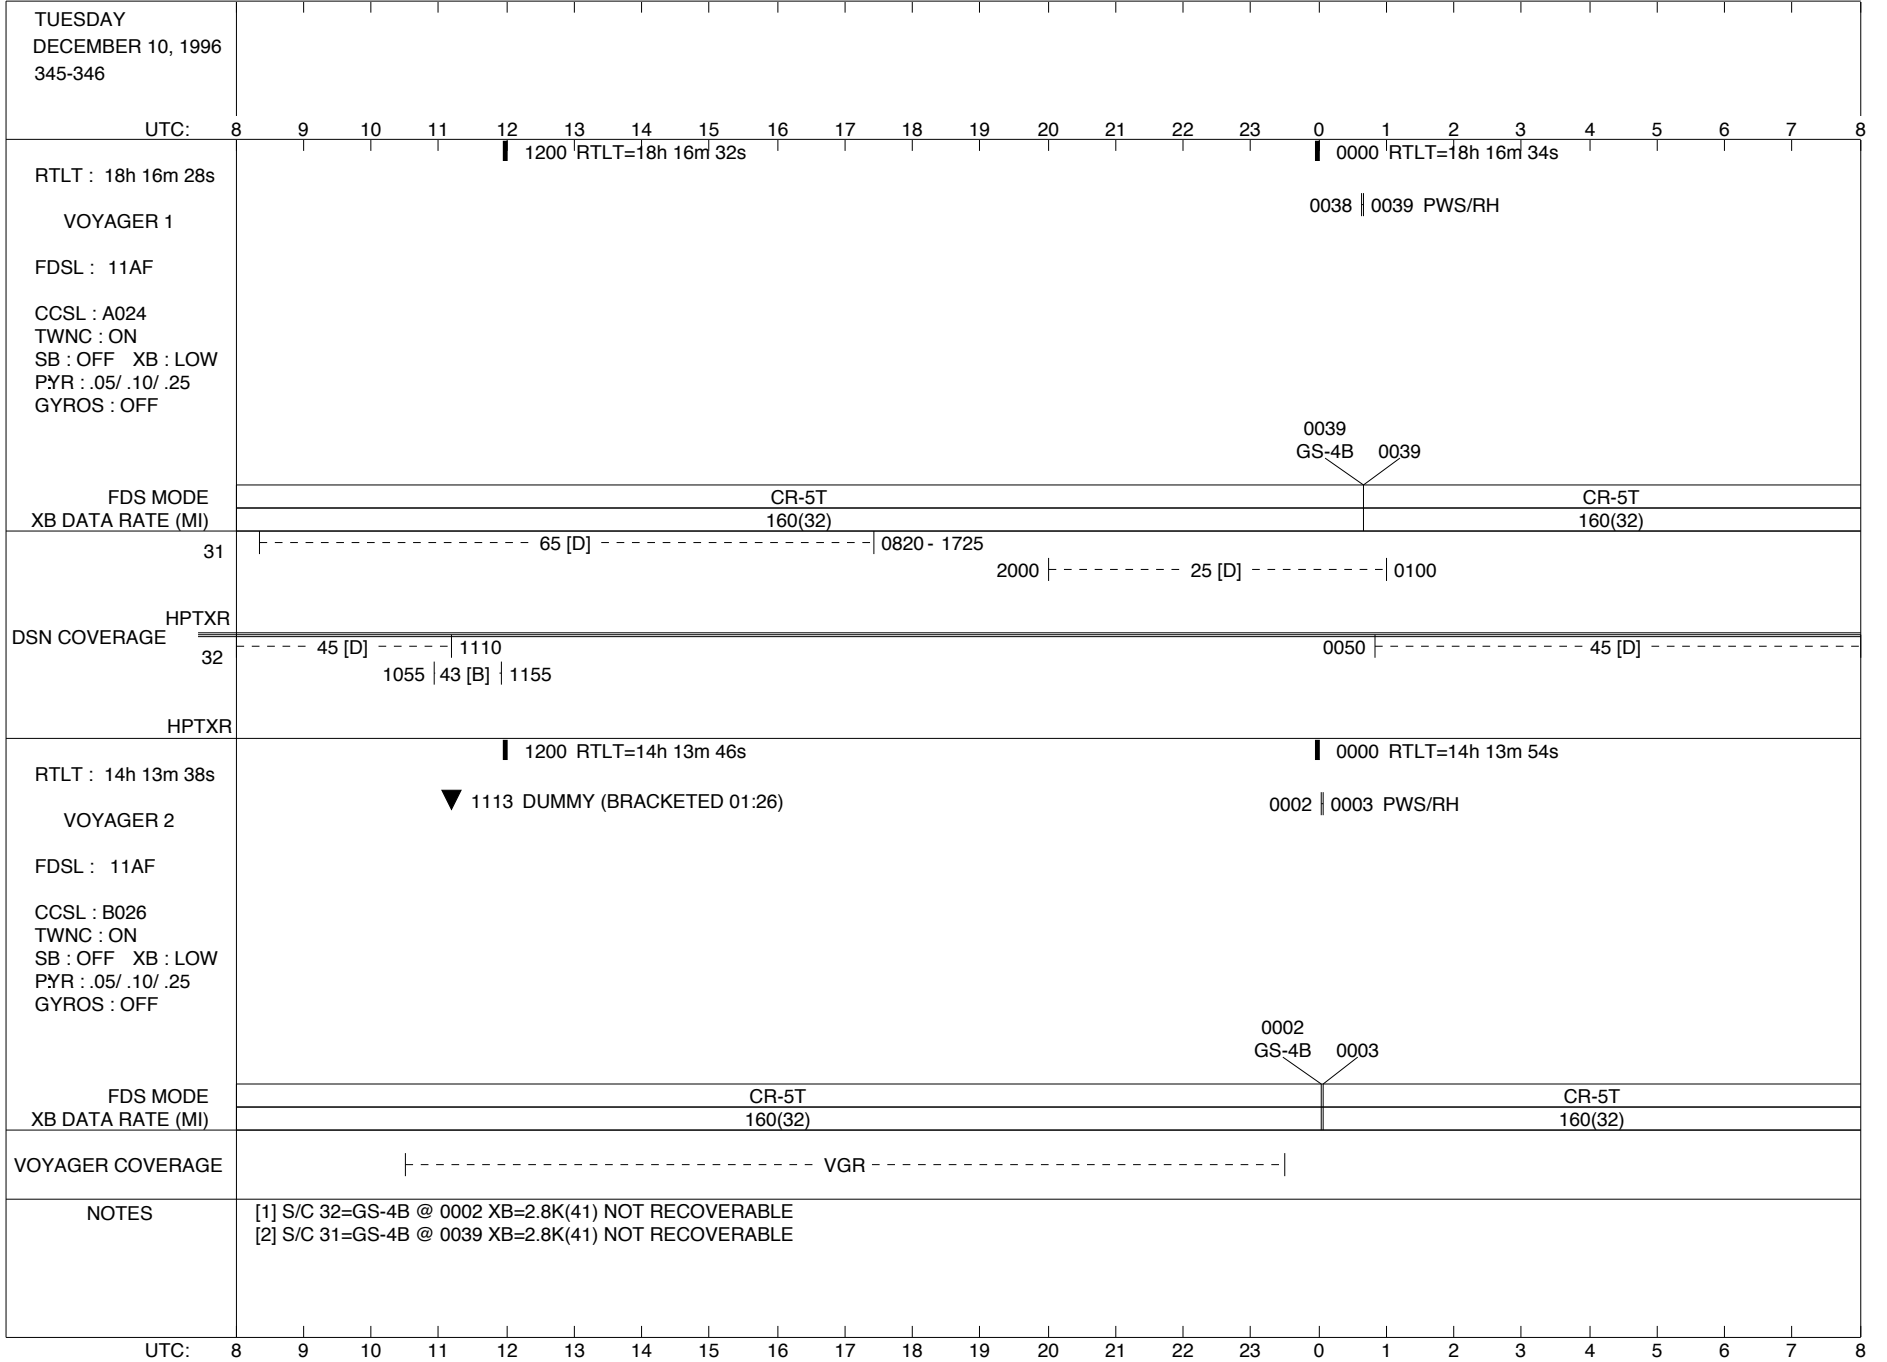 TUESDAY
DECEMBER 10, 1996
345-346
UTC: 8 9 10 11 12 13 14 15 16 17 18 19 20 21 22 23 0 1 2 3 4 5 6 7 8
1200 RTLT=18h 16m 32s 0000 RTLT=18h 16m 34s
RTLT : 18h 16m 28s
0038 0039 PWS/RH
VOYAGER 1
FDSL : 11AF
CCSL : A024
TWNC : ON
SB : OFF XB : LOW
P:YR : .05/ .10/ .25
GYROS : OFF
0039
GS-4B 0039
FDS MODE CR-5T CR-5T
XB DATA RATE (MI) 160(32) 160(32)
31 65 [D] 0820 - 1725
2000 25 [D] 0100
HPTXR
DSN COVERAGE
32 45 [D] 1110 0050 45 [D]
1055 43 [B] 1155
HPTXR
1200 RTLT=14h 13m 46s 0000 RTLT=14h 13m 54s
RTLT : 14h 13m 38s
1113 DUMMY (BRACKETED 01:26) 0002 0003 PWS/RH
VOYAGER 2
FDSL : 11AF
CCSL : B026
TWNC : ON
SB : OFF XB : LOW
P:YR : .05/ .10/ .25
GYROS : OFF
0002
GS-4B 0003
FDS MODE CR-5T CR-5T
XB DATA RATE (MI) 160(32) 160(32)
VOYAGER COVERAGE VGR
NOTES [1] S/C 32=GS-4B @ 0002 XB=2.8K(41) NOT RECOVERABLE
[2] S/C 31=GS-4B @ 0039 XB=2.8K(41) NOT RECOVERABLE
UTC: 8 9 10 11 12 13 14 15 16 17 18 19 20 21 22 23 0 1 2 3 4 5 6 7 8